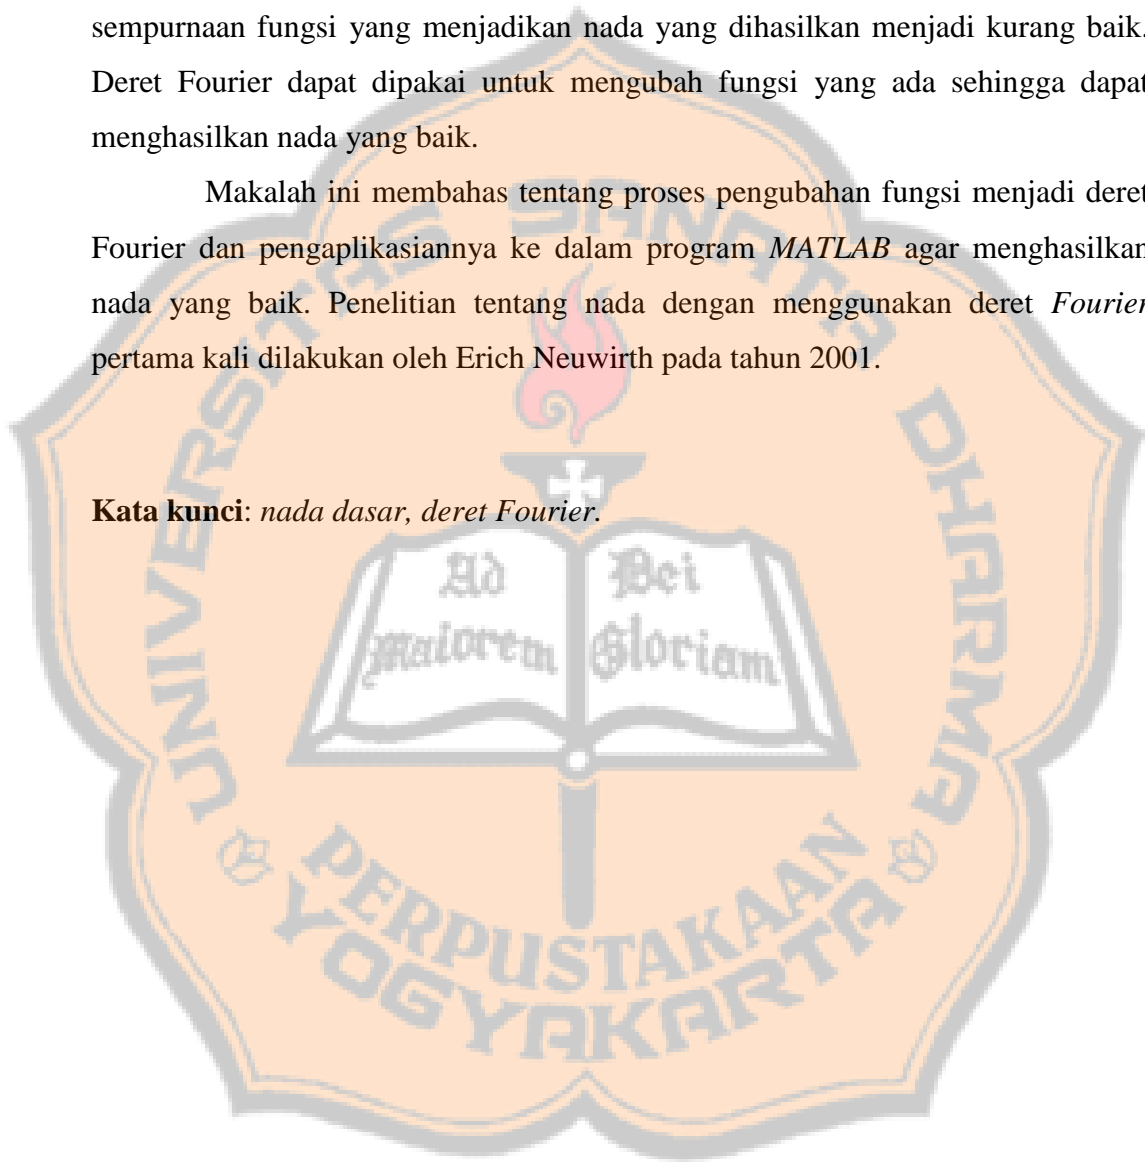 sempurnaan fungsi yang menjadikan nada yang dihasilkan menjadi kurang baik.
Deret Fourier dapat dipakai untuk mengubah fungsi yang ada sehingga dapat
menghasilkan nada yang baik.
Makalah ini membahas tentang proses pengubahan fungsi menjadi deret
Fourier dan pengaplikasiannya ke dalam program MATLAB agar menghasilkan
nada yang baik. Penelitian tentang nada dengan menggunakan deret Fourier
pertama kali dilakukan oleh Erich Neuwirth pada tahun 2001.
Kata kunci: nada dasar, deret Fourier.
UNIVERSITAS SANATA DHARMA
Ad Dei
maiorem Gloriam
PERPUSTAKAAN
YOGYAKARTA